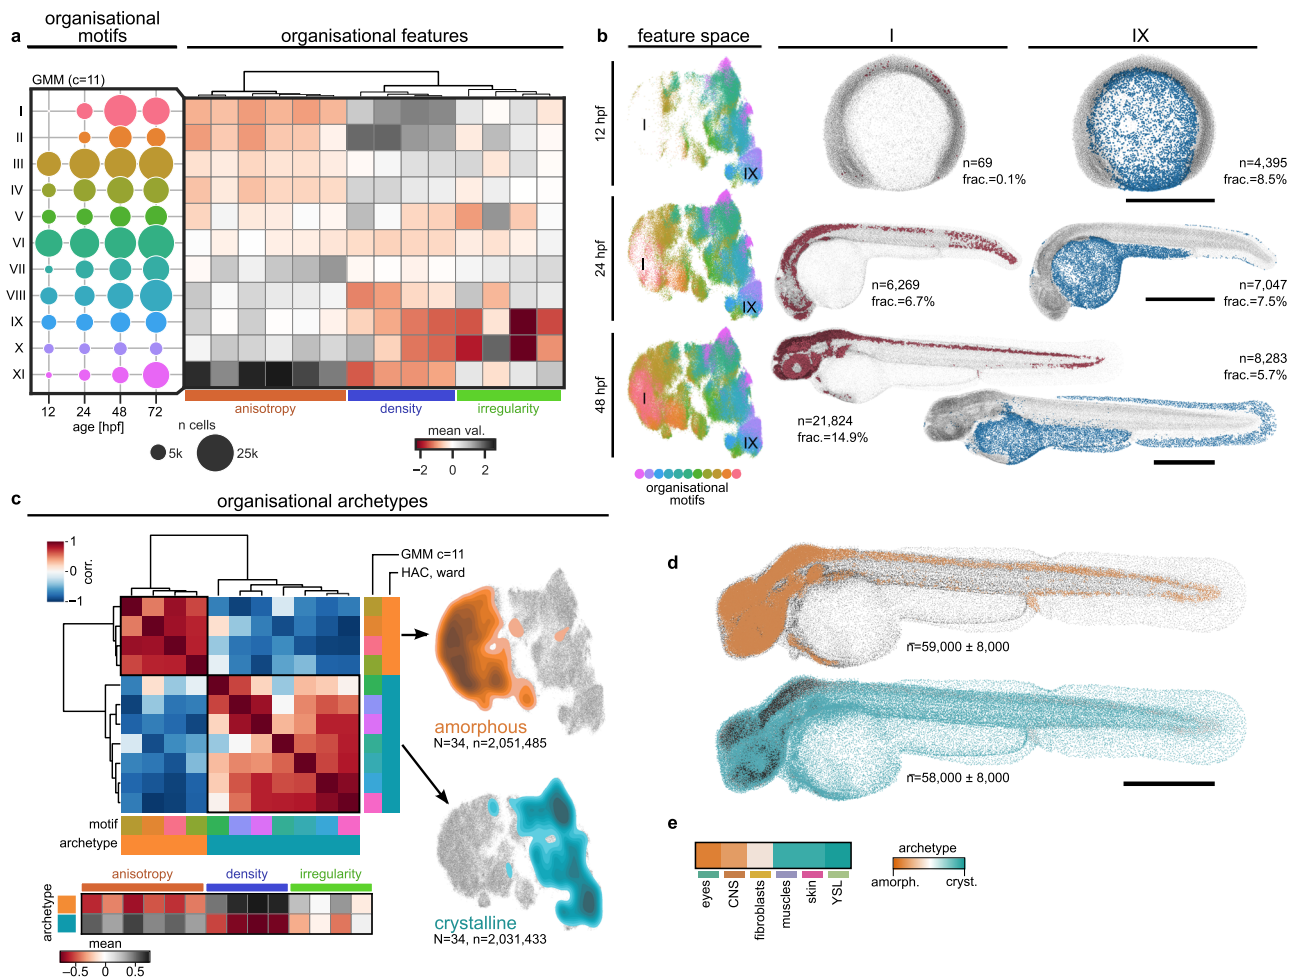 a
organisational
motifs
organisational features
GMM (c=11)
I
II
III
IV
V
VI
VII
VIII
IX
X
XI
12 24 48 72
age [hpf]
anisotropy density irregularity
n cells
5k 25k
mean val.
−2 0 2
b
feature space
I
IX
12 hpf
I
IX
n=69
frac.=0.1%
n=4,395
frac.=8.5%
24 hpf
I
IX
n=6,269
frac.=6.7%
n=7,047
frac.=7.5%
48 hpf
I
IX
n=21,824
frac.=14.9%
n=8,283
frac.=5.7%
organisational
motifs
c
organisational archetypes
1
0
−1
corr.
GMM c=11
HAC, ward
motif
archetype
amorphous
N=34, n=2,051,485
crystalline
N=34, n=2,031,433
anisotropy density irregularity
archetype
mean
−0.5 0 0.5
d
n̅=59,000 ± 8,000
n̅=58,000 ± 8,000
e
eyes
CNS
fibroblasts
muscles
skin
YSL
archetype
amorph. cryst.